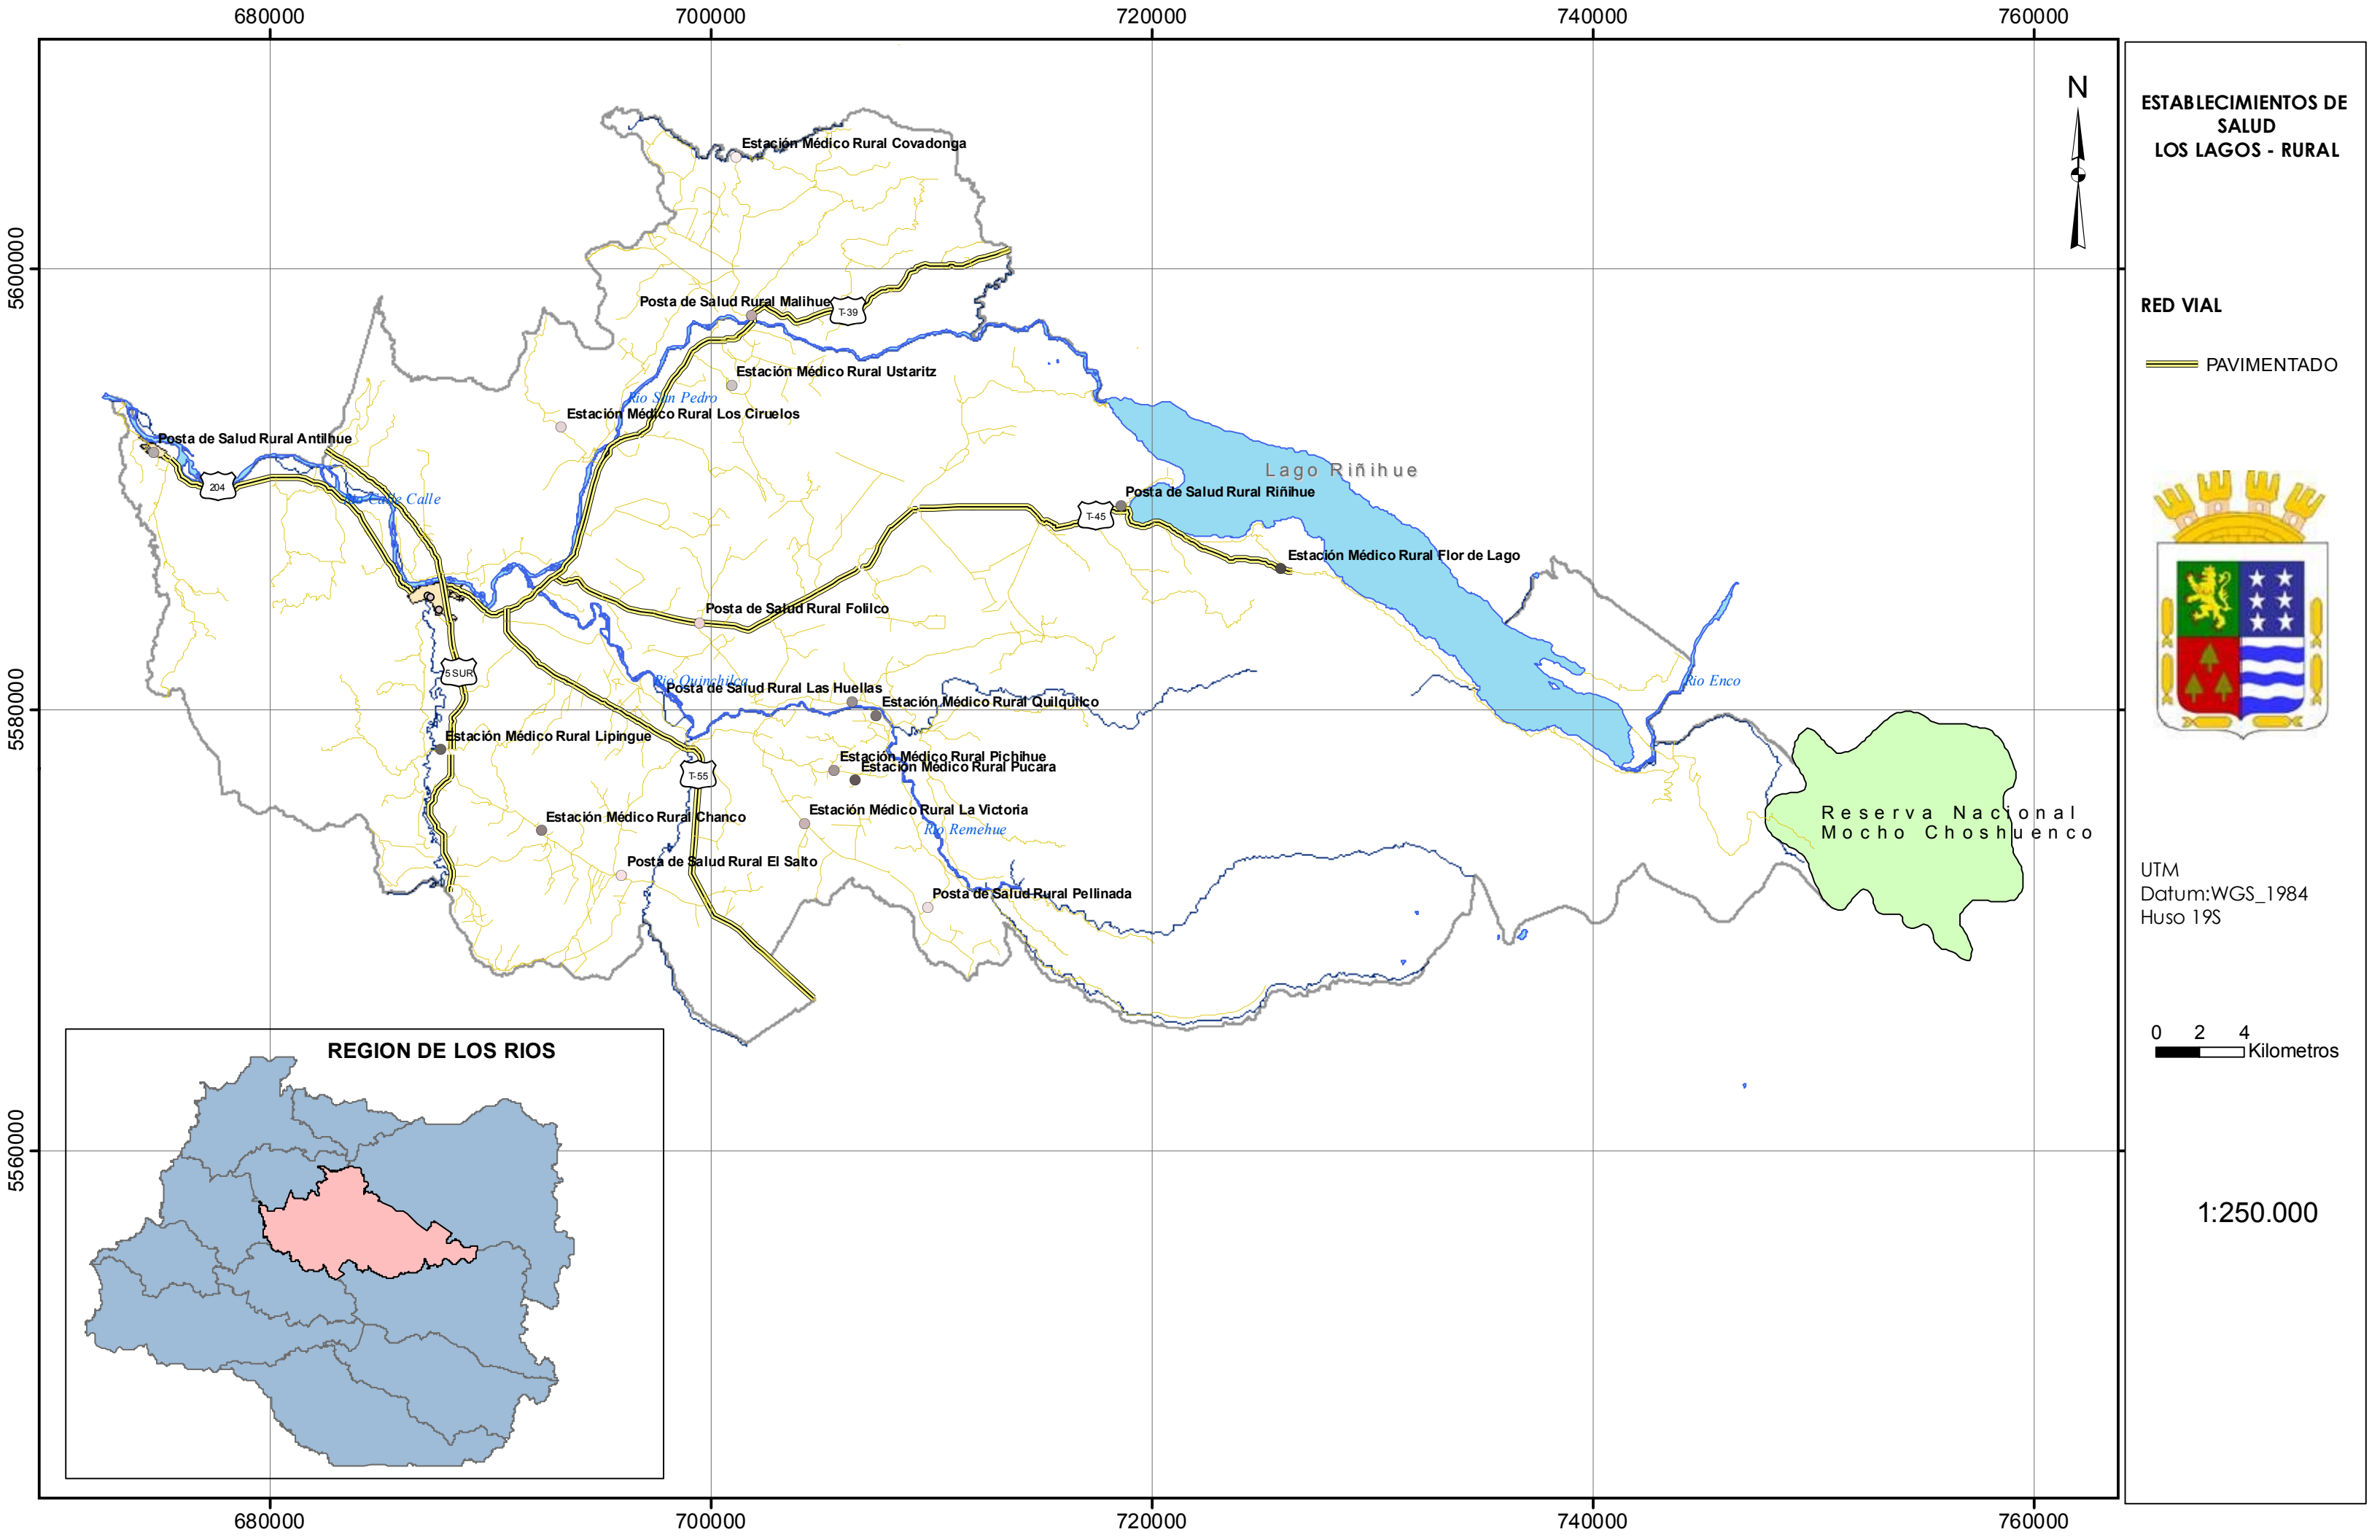 680000
700000
720000
740000
760000
N
ESTABLECIMIENTOS DE
SALUD
LOS LAGOS - RURAL
Estación Médico Rural Covadonga
5600000
Posta de Salud Rural Malihue
T-39
RED VIAL
PAVIMENTADO
Estación Médico Rural Ustaritz
Rio San Pedro
Estación Médico Rural Los Ciruelos
Posta de Salud Rural Antilhue
Lago Riñihue
204
Rio Calle Calle
Posta de Salud Rural Riñihue
T-45
Estación Médico Rural Flor de Lago
Posta de Salud Rural Folilco
5 SUR
Rio Quinchilca
Rio Enco
Posta de Salud Rural Las Huellas
Estación Médico Rural Quilquilco
5580000
Estación Médico Rural Lipingue
Estación Médico Rural Pichihue
Estación Médico Rural Pucara
T-55
Estación Médico Rural La Victoria
Estación Médico Rural Chanco
Rio Remehue
Reserva Nacional
Mocho Choshuenco
Posta de Salud Rural El Salto
Posta de Salud Rural Pellinada
UTM
Datum:WGS_1984
Huso 19S
0 2 4
Kilometros
REGION DE LOS RIOS
5560000
1:250.000
680000
700000
720000
740000
760000